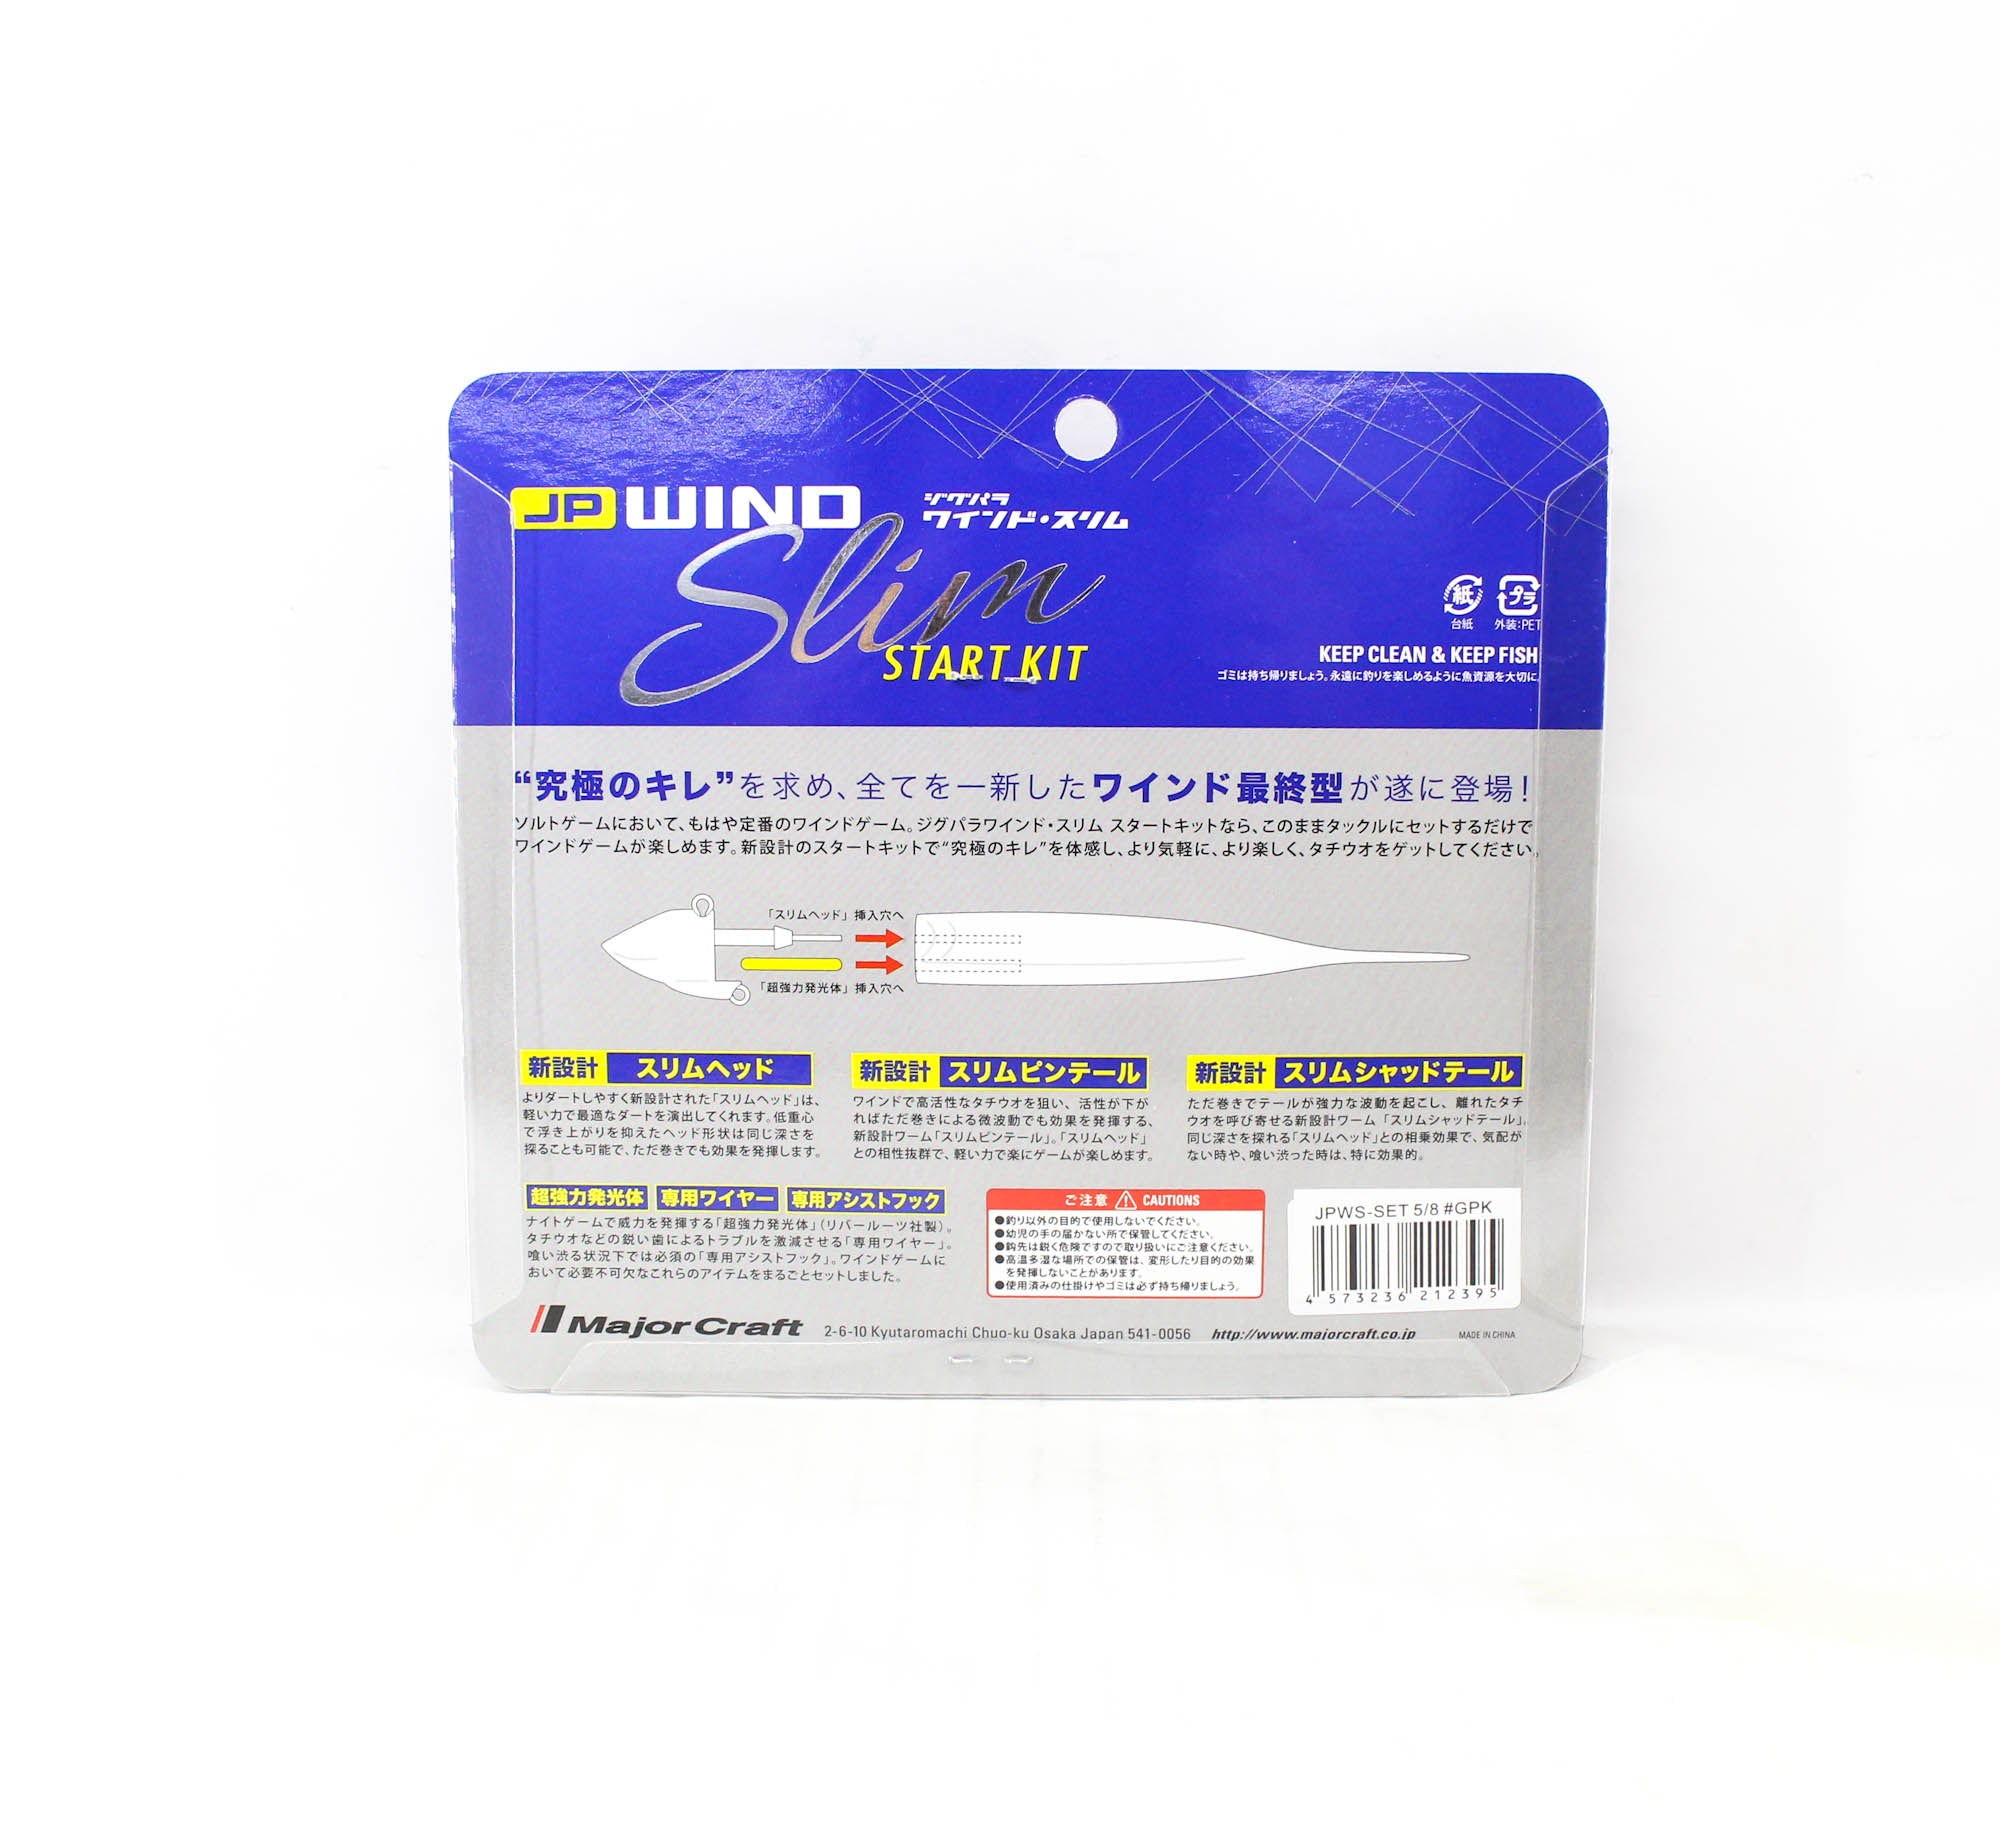 JP WIND
ジグパラ
ワインド・スリム
Slim
START KIT
紙 プラ
台紙 外装:PET
KEEP CLEAN & KEEP FISH
ゴミは持ち帰りましょう。永遠に釣りを楽しめるように魚資源を大切に。
“究極のキレ”を求め、全てを一新したワインド最終型が遂に登場！
ソルトゲームにおいて、もはや定番のワインドゲーム。ジグパラワインド・スリム スタートキットなら、このままタックルにセットするだけで
ワインドゲームが楽しめます。新設計のスタートキットで“究極のキレ”を体感し、より気軽に、より楽しく、タチウオをゲットしてください。
「スリムヘッド」挿入穴へ
「超強力発光体」挿入穴へ
新設計 スリムヘッド
よりダートしやすく新設計された「スリムヘッド」は、
軽い力で最適なダートを演出してくれます。低重心
で浮き上がりを抑えたヘッド形状は同じ深さを
探ることも可能で、ただ巻きでも効果を発揮します。
新設計 スリムピンテール
ワインドで高活性なタチウオを狙い、活性が下が
ればただ巻きによる微波動でも効果を発揮する、
新設計ワーム「スリムピンテール」。「スリムヘッド」
との相性抜群で、軽い力で楽にゲームが楽しめます。
新設計 スリムシャッドテール
ただ巻きでテールが強力な波動を起こし、離れたタチ
ウオを呼び寄せる新設計ワーム「スリムシャッドテール」。
同じ深さを探れる「スリムヘッド」との相乗効果で、気配が
ない時や、喰い渋った時は、特に効果的。
超強力発光体 専用ワイヤー 専用アシストフック
ナイトゲームで威力を発揮する「超強力発光体」（リバールーツ社製）。
タチウオなどの鋭い歯によるトラブルを激減させる「専用ワイヤー」。
喰い渋る状況下では必須の「専用アシストフック」。ワインドゲームに
おいて必要不可欠なこれらのアイテムをまるごとセットしました。
ご注意 CAUTIONS
●釣り以外の目的で使用しないでください。
●幼児の手の届かない所で保管してください。
●鈎先は鋭く危険ですので取り扱いにご注意ください。
●高温多湿な場所での保管は、変形したり目的の効果
を発揮しないことがあります。
●使用済みの仕掛けやゴミは必ず持ち帰りましょう。
JPWS-SET 5/8 #GPK
4 573236 212395
Major Craft 2-6-10 Kyutaromachi Chuo-ku Osaka Japan 541-0056 http://www.majorcraft.co.jp MADE IN CHINA